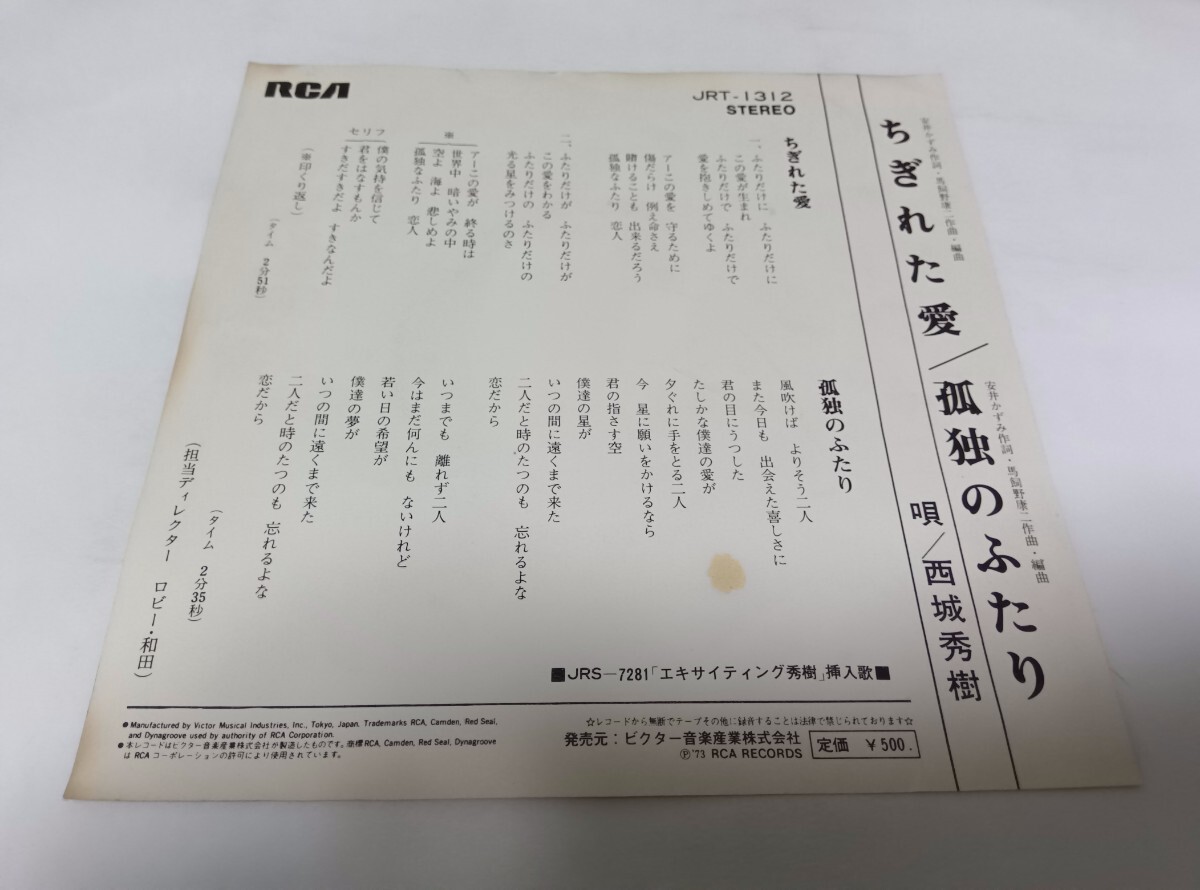 RCA
JRT-1312
STEREO
安井かずみ作詞・馬飼野康二作曲・編曲
ちぎれた愛／孤独のふたり
安井かずみ作詞・馬飼野康二作曲・編曲
唄／西城秀樹
ちぎれた愛
一、ふたりだけに ふたりだけに
この愛が生まれ
ふたりだけで ふたりだけで
愛を抱きしめてゆくよ
アーこの愛を 守るために
傷だらけ 例え命さえ
賭けることも 出来るだろう
孤独なふたり 恋人
二、ふたりだけが ふたりだけが
この愛をわかる
ふたりだけの ふたりだけの
光る星をみつけるのさ
※
アーこの愛が 終る時は
世界中 暗いやみの中
空よ 海よ 悲しめよ
孤独なふたり 恋人
セリフ
僕の気持を信じて
君をはなすもんか
すきだすきだよ すきなんだよ
（※印くり返し）
（タイム 2分51秒）
孤独のふたり
風吹けば よりそう二人
また今日も 出会えた喜しさに
君の目にうつした
たしかな僕達の愛が
夕ぐれに手をとる二人
今 星に願いをかけるなら
君の指さす空
僕達の星が
いつの間に遠くまで来た
二人だと時のたつのも 忘れるよな
恋だから
いつまでも 離れず二人
今はまだ何んにも ないけれど
若い日の希望が
僕達の夢が
いつの間に遠くまで来た
二人だと時のたつのも 忘れるよな
恋だから
（タイム 2分35秒）
（担当ディレクター ロビー・和田）
■JRS-7281「エキサイティング秀樹」挿入歌■
●Manufactured by Victor Musical Industries, Inc., Tokyo, Japan. Trademarks RCA, Camden, Red Seal,
and Dynagroove used by authority of RCA Corporation.
●本レコードはビクター音楽産業株式会社が製造したものです。商標RCA, Camden, Red Seal, Dynagroove
は RCA コーポレーションの許可により使用されています。
☆レコードから無断でテープその他に録音することは法律で禁じられております☆
発売元：ビクター音楽産業株式会社
Ⓟ'73 RCA RECORDS
定価 ￥500.